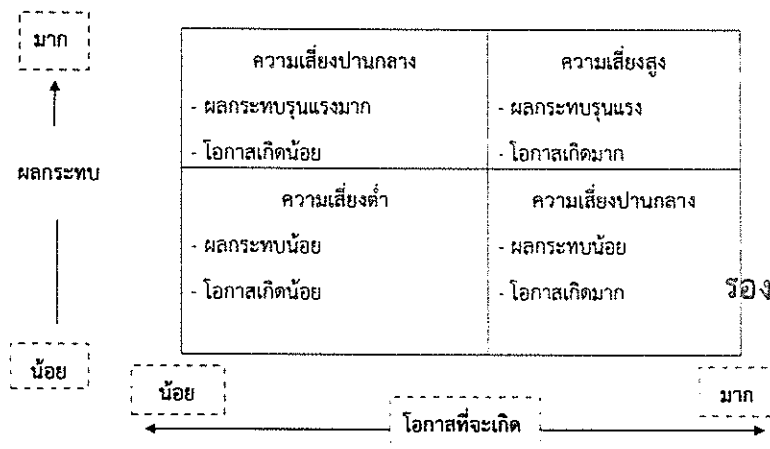 มาก
ความเสี่ยงปานกลาง
- ผลกระทบรุนแรงมาก
- โอกาสเกิดน้อย
ความเสี่ยงสูง
- ผลกระทบรุนแรง
- โอกาสเกิดมาก
ผลกระทบ
ความเสี่ยงต่ำ
- ผลกระทบน้อย
- โอกาสเกิดน้อย
ความเสี่ยงปานกลาง
- ผลกระทบน้อย
- โอกาสเกิดมาก
รอง
น้อย
น้อย
มาก
โอกาสที่จะเกิด